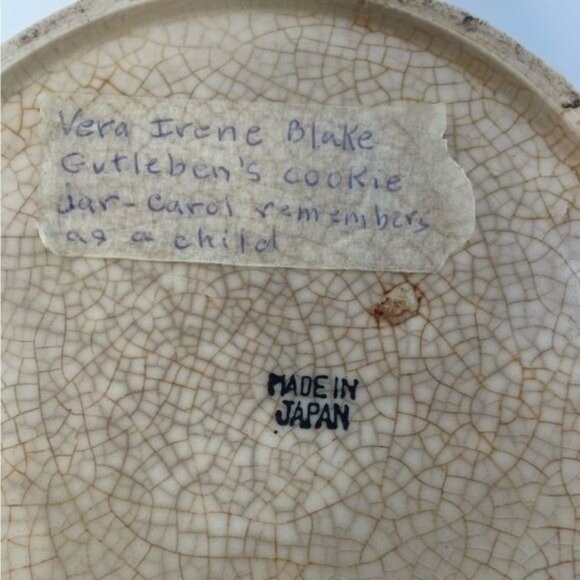 Vera Irene Blake
Gutleben's cookie
Jar-Carol remembers
as a child
MADE IN
JAPAN